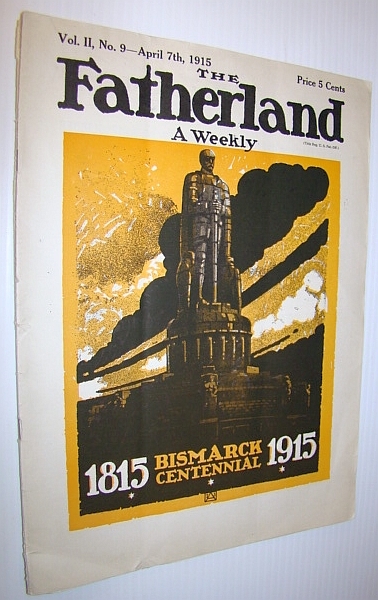 Vol. II, No. 9—April 7th, 1915
Price 5 Cents
THE
Fatherland
A Weekly
1815 BISMARCK CENTENNIAL 1915